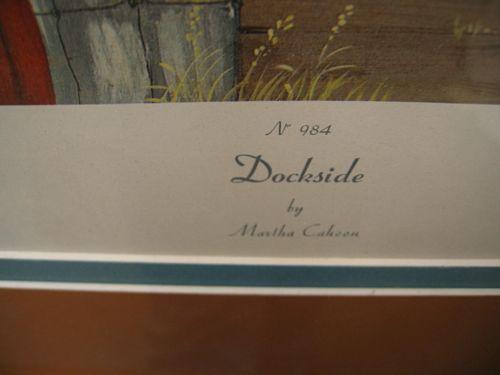 Nº 984
Dockside
by
Martha Cahoon